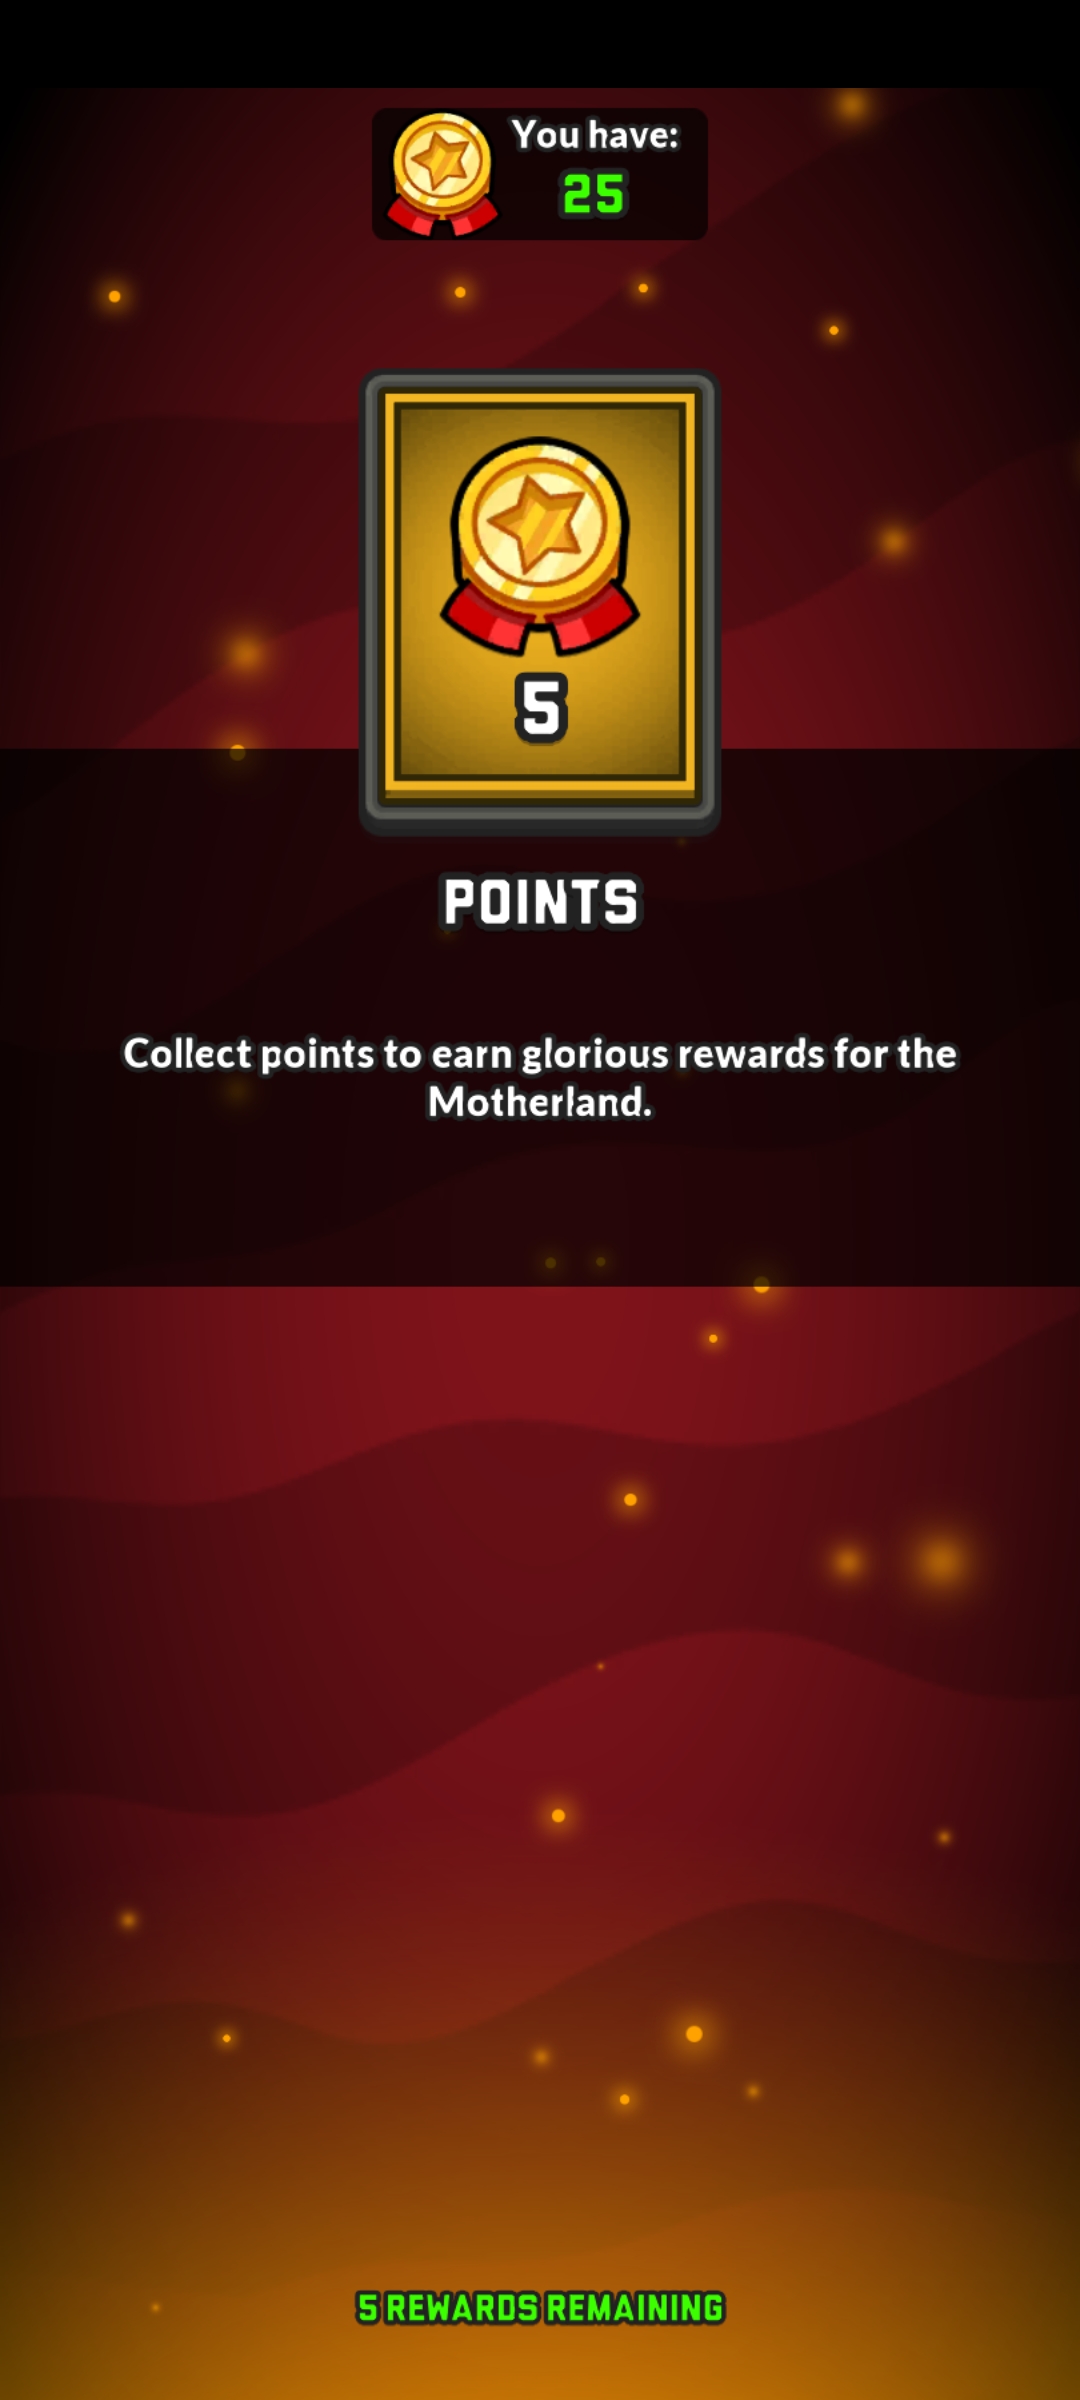 You have:
25
5
POINTS
Collect points to earn glorious rewards for the
Motherland.
5 REWARDS REMAINING